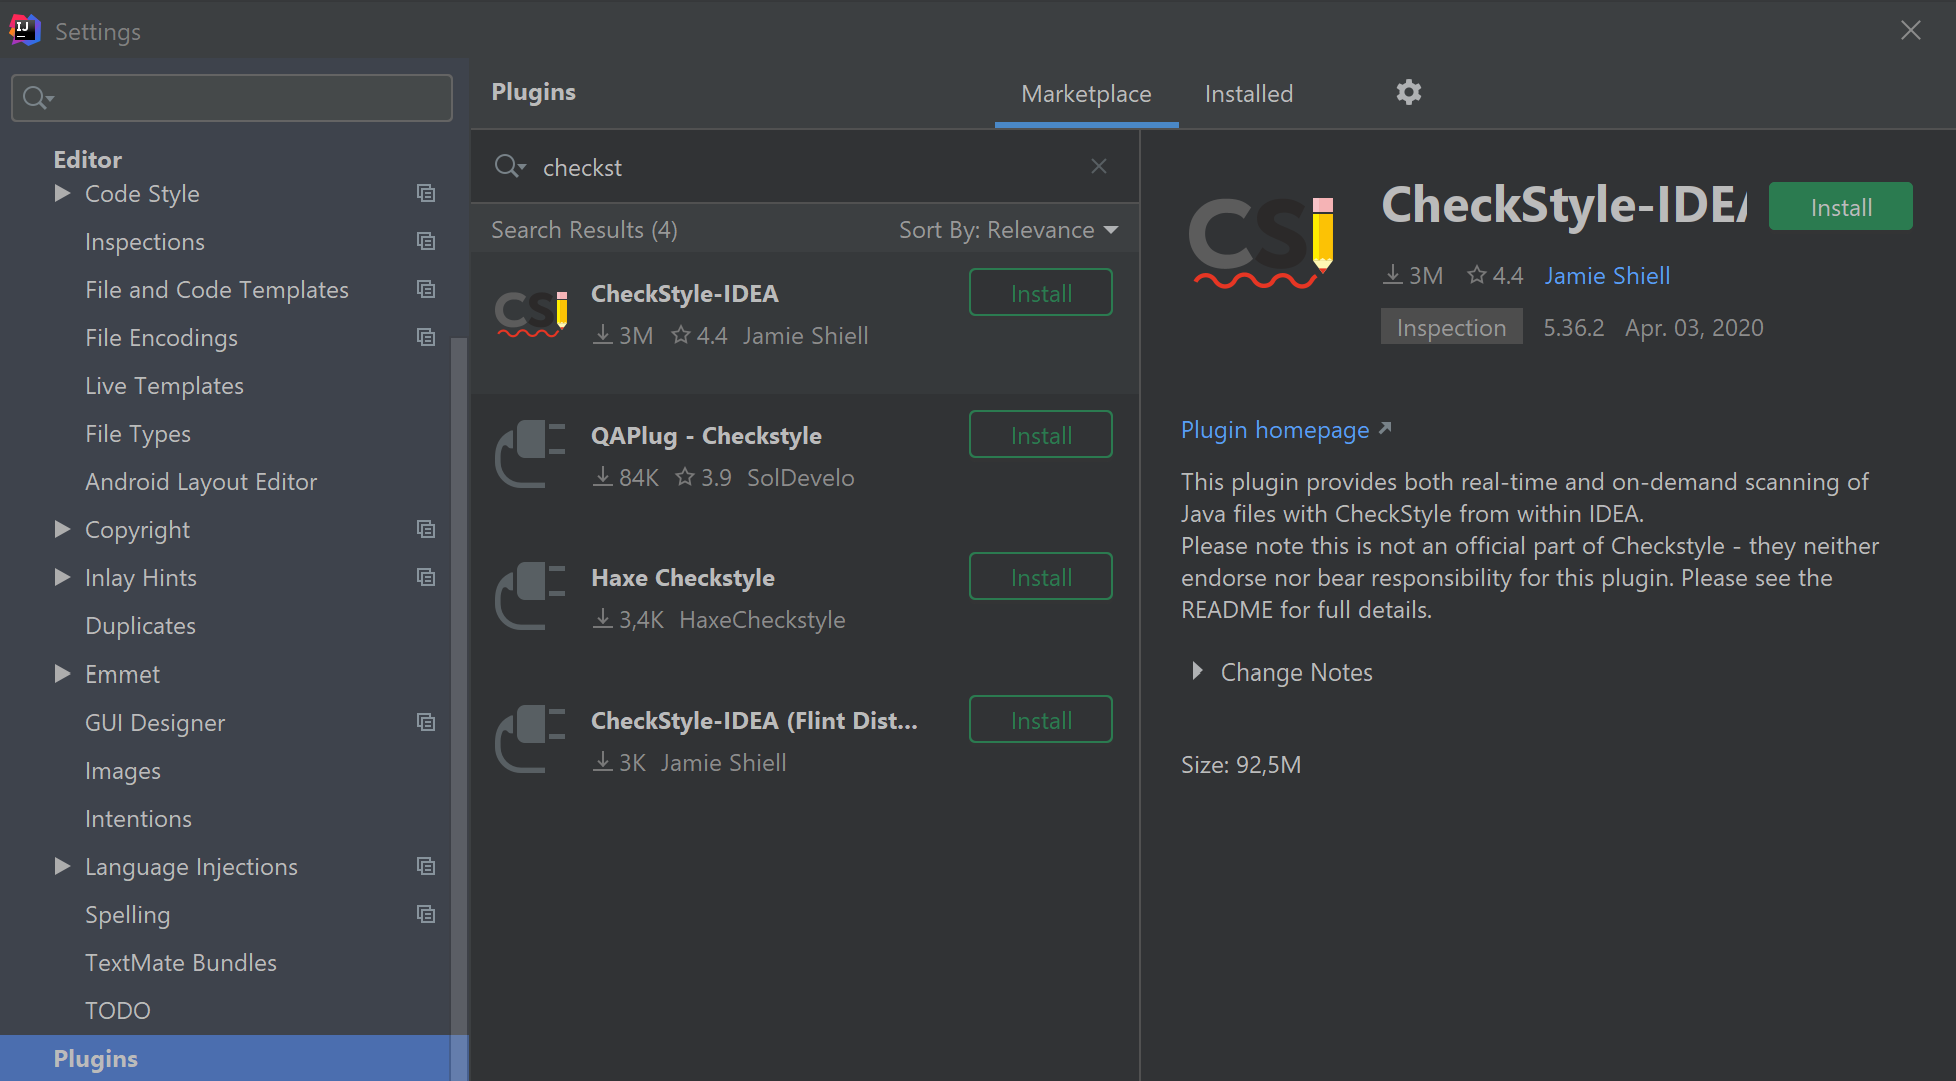 IJ
Settings
Plugins
Marketplace
Installed
Editor
Code Style
Inspections
File and Code Templates
File Encodings
Live Templates
File Types
Android Layout Editor
Copyright
Inlay Hints
Duplicates
Emmet
GUI Designer
Images
Intentions
Language Injections
Spelling
TextMate Bundles
TODO
Plugins
checkst
Search Results (4)
Sort By: Relevance
CS
CheckStyle-IDEA
Install
3M 4.4 Jamie Shiell
QAPlug - Checkstyle
Install
84K 3.9 SolDevelo
Haxe Checkstyle
Install
3,4K HaxeCheckstyle
CheckStyle-IDEA (Flint Dist...
Install
3K Jamie Shiell
CS
CheckStyle-IDEA
Install
3M 4.4 Jamie Shiell
Inspection 5.36.2 Apr. 03, 2020
Plugin homepage
This plugin provides both real-time and on-demand scanning of
Java files with CheckStyle from within IDEA.
Please note this is not an official part of Checkstyle - they neither
endorse nor bear responsibility for this plugin. Please see the
README for full details.
Change Notes
Size: 92,5M